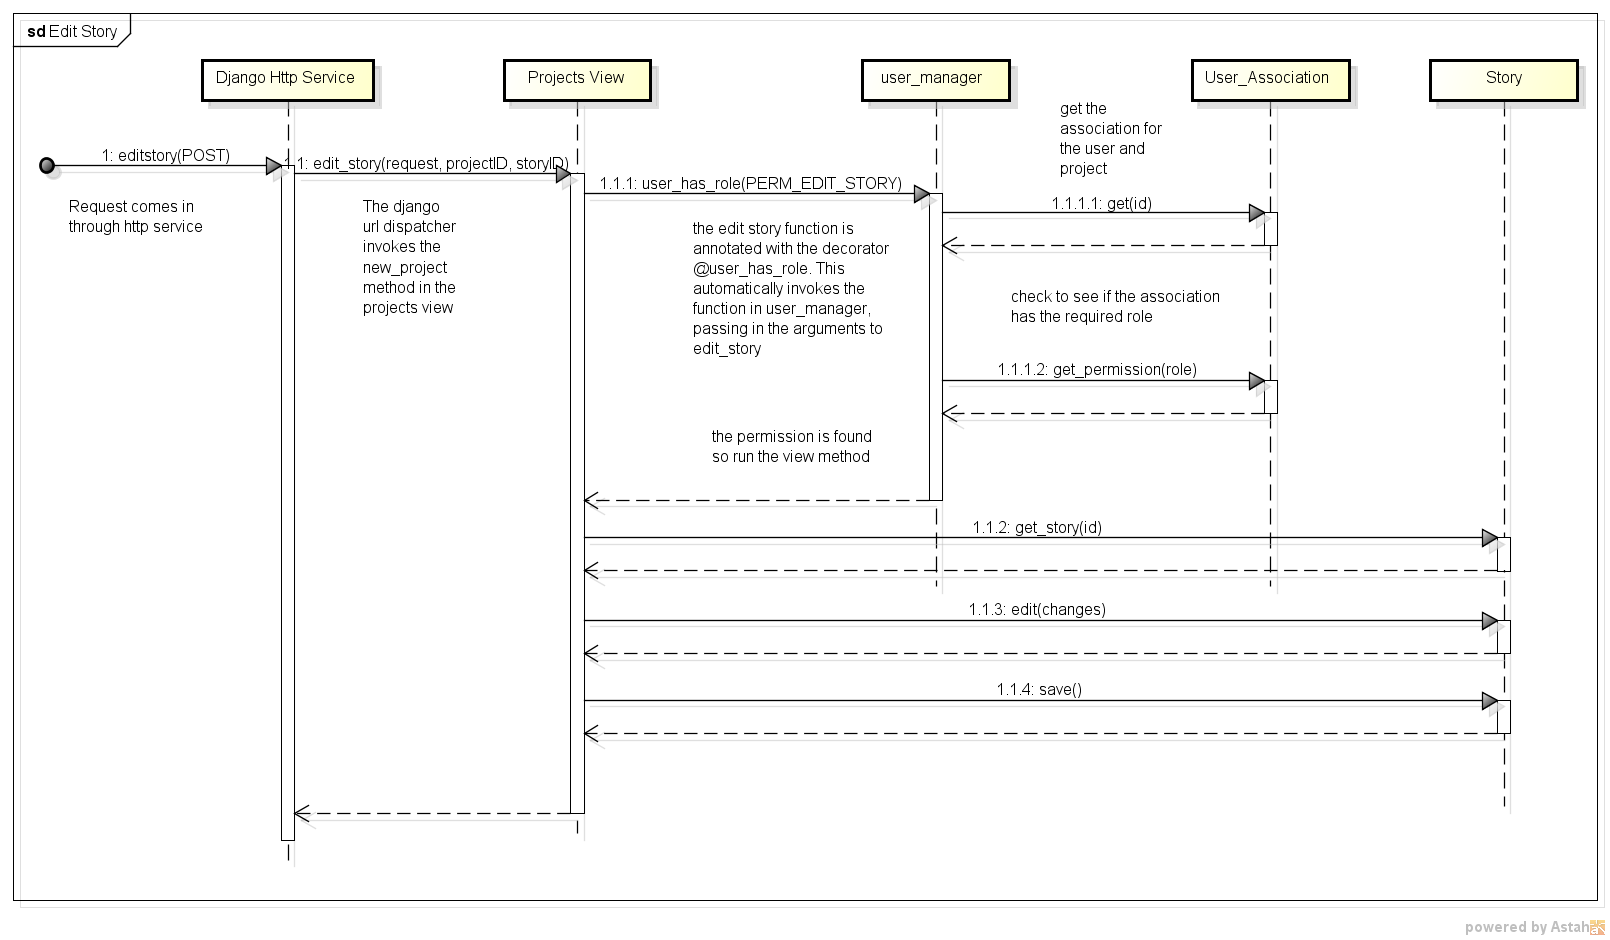 sd Edit Story
Django Http Service
Projects View
user_manager
User_Association
Story
get the
association for
the user and
project
1: editstory(POST)
1.1: edit_story(request, projectID, storyID)
1.1.1: user_has_role(PERM_EDIT_STORY)
1.1.1.1: get(id)
Request comes in
through http service
The django
url dispatcher
invokes the
new_project
method in the
projects view
the edit story function is
annotated with the decorator
@user_has_role. This
automatically invokes the
function in user_manager,
passing in the arguments to
edit_story
check to see if the association
has the required role
1.1.1.2: get_permission(role)
the permission is found
so run the view method
1.1.2: get_story(id)
1.1.3: edit(changes)
1.1.4: save()
powered by Astah